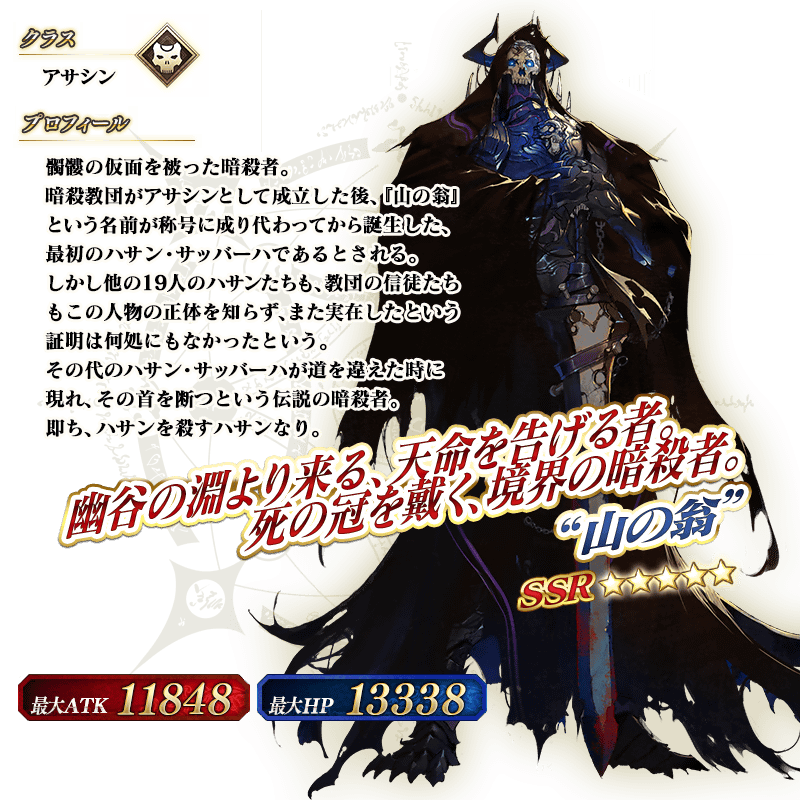 クラス
アサシン
プロフィール
髑髏の仮面を被った暗殺者。
暗殺教団がアサシンとして成立した後、『山の翁』
という名前が称号に成り代わってから誕生した、
最初のハサン・サッバーハであるとされる。
しかし他の19人のハサンたちも、教団の信徒たち
もこの人物の正体を知らず、また実在したという
証明は何処にもなかったという。
その代のハサン・サッバーハが道を違えた時に
現れ、その首を断つという伝説の暗殺者。
即ち、ハサンを殺すハサンなり。
幽谷の淵より来る、天命を告げる者。
死の冠を戴く、境界の暗殺者。
“山の翁”
SSR ☆☆☆☆☆
最大ATK 11848
最大HP 13338